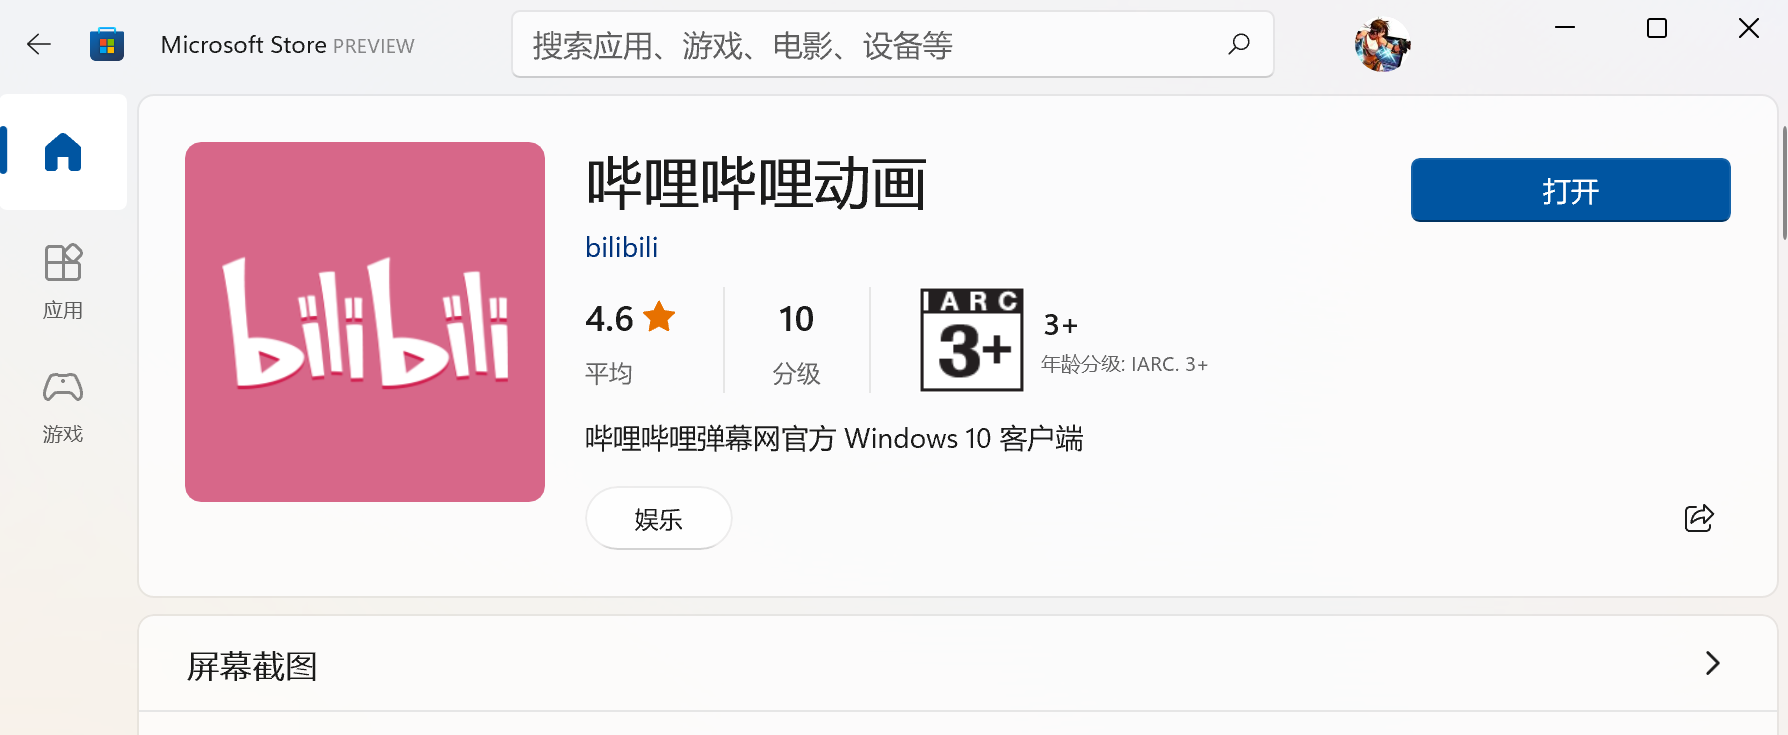 Microsoft Store PREVIEW
搜索应用、游戏、电影、设备等
应用
游戏
bilibili
哔哩哔哩动画
打开
bilibili
4.6
平均
10
分级
IARC
3+
3+
年龄分级: IARC. 3+
哔哩哔哩弹幕网官方 Windows 10 客户端
娱乐
屏幕截图